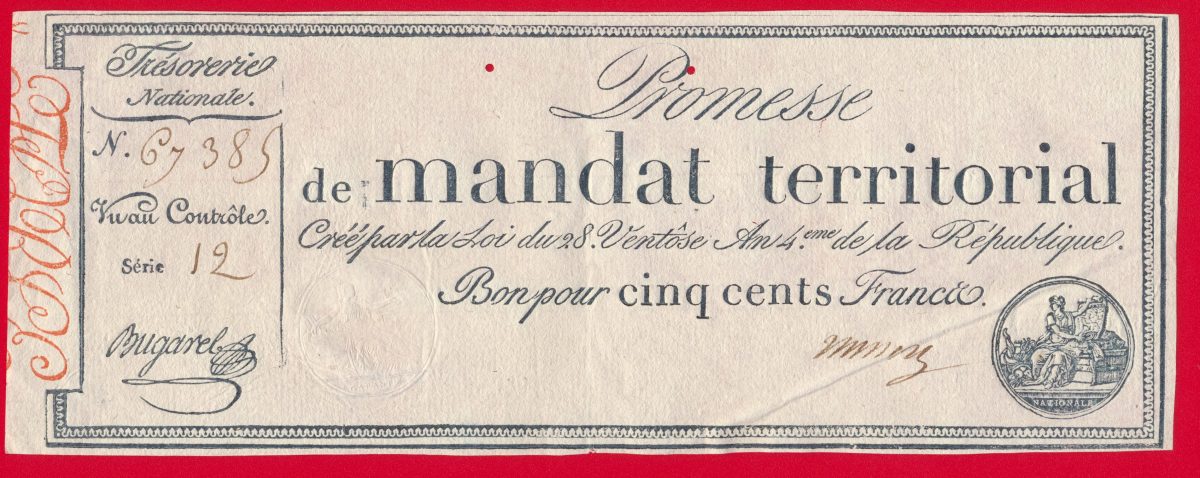 Trésorerie
Nationale.
N. 67385
Vu au Contrôle.
Série 12
Bugarel
Promesse
de mandat territorial
Créé par la Loi du 28. Ventôse An 4.eme de la République.
Bon pour cinq cents Francs.
NATIONALE